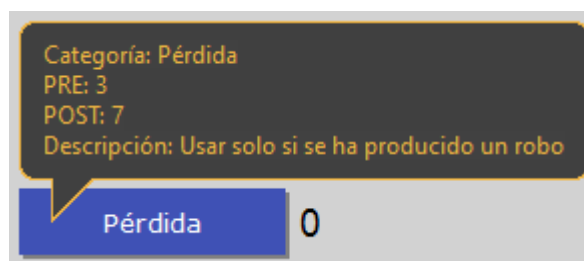 Categoría: Pérdida
PRE: 3
POST: 7
Descripción: Usar solo si se ha producido un robo
Pérdida 0